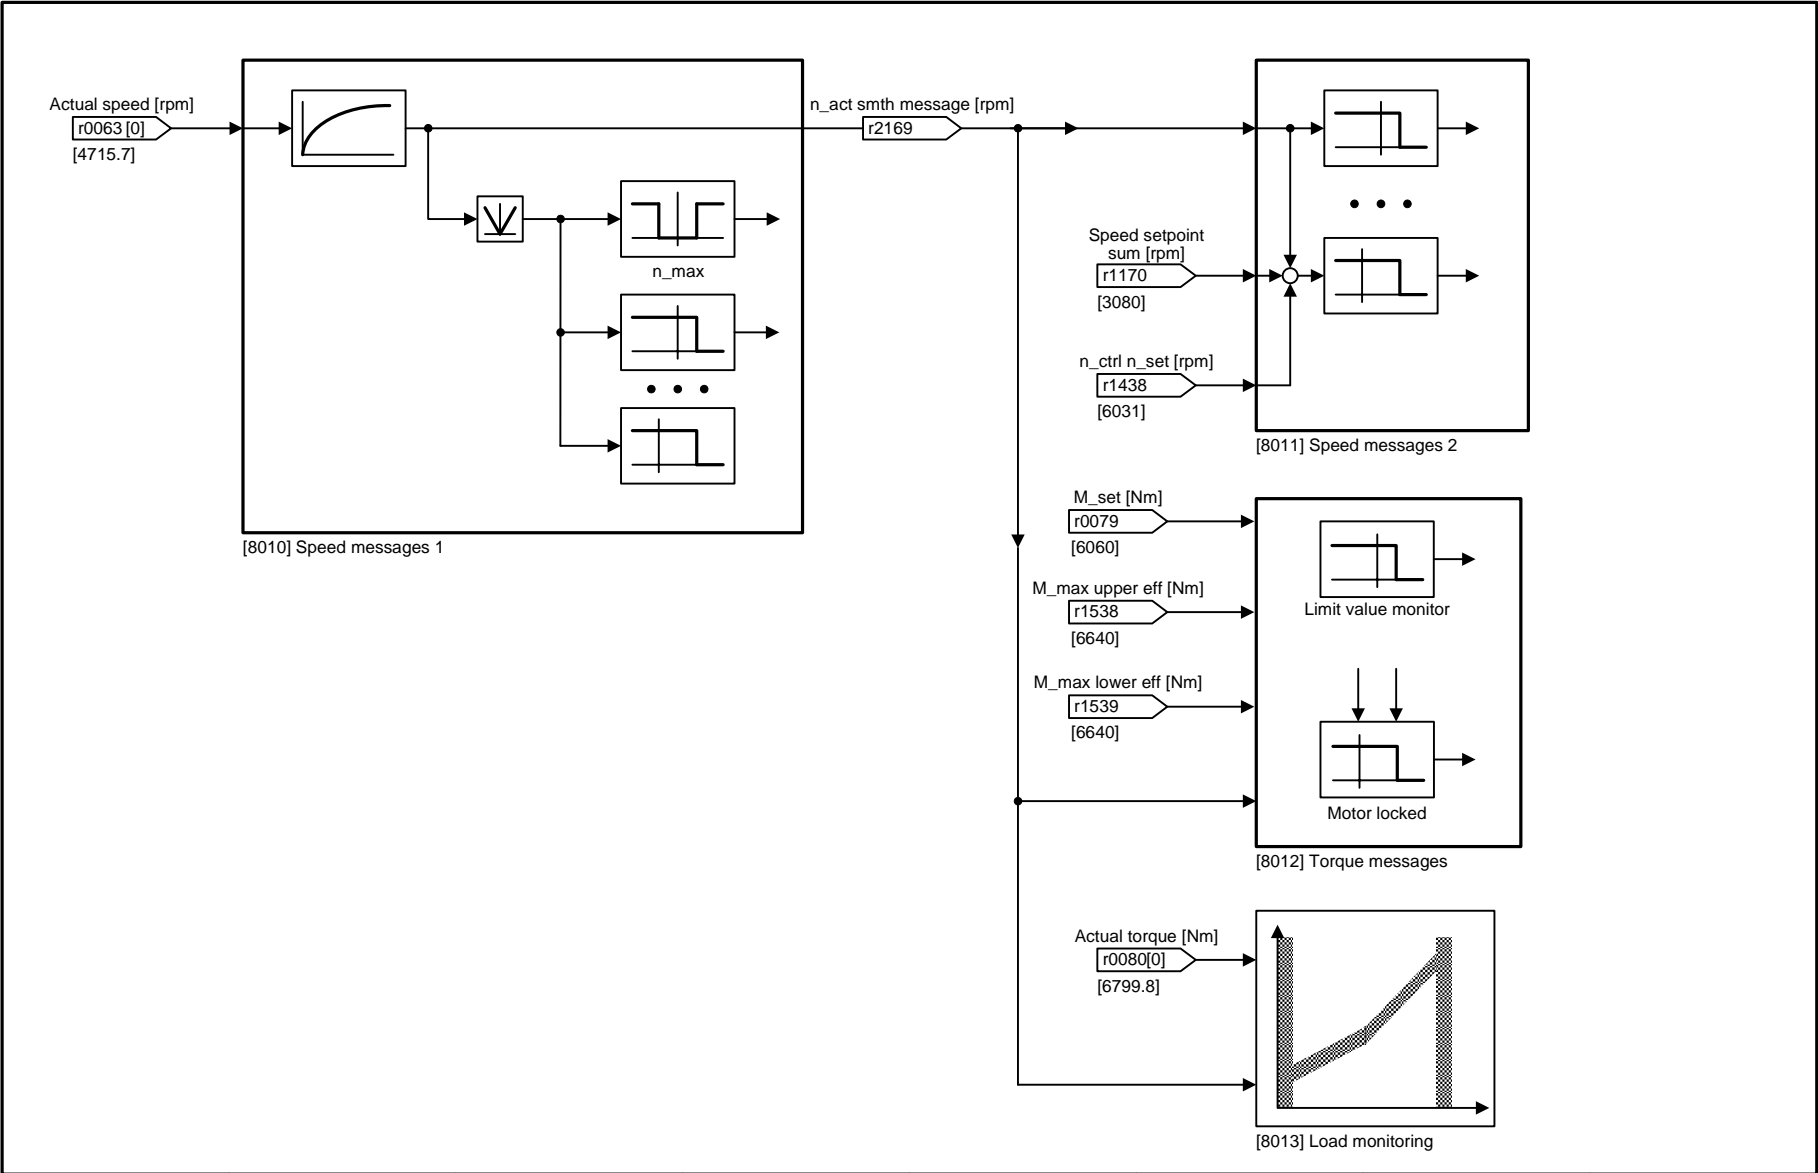 Actual speed [rpm]
r0063 [0]
[4715.7]
n_max
[8010] Speed messages 1
n_act smth message [rpm]
r2169
Speed setpoint
sum [rpm]
r1170
[3080]
n_ctrl n_set [rpm]
r1438
[6031]
[8011] Speed messages 2
M_set [Nm]
r0079
[6060]
M_max upper eff [Nm]
r1538
[6640]
M_max lower eff [Nm]
r1539
[6640]
Limit value monitor
Motor locked
[8012] Torque messages
Actual torque [Nm]
r0080[0]
[6799.8]
[8013] Load monitoring